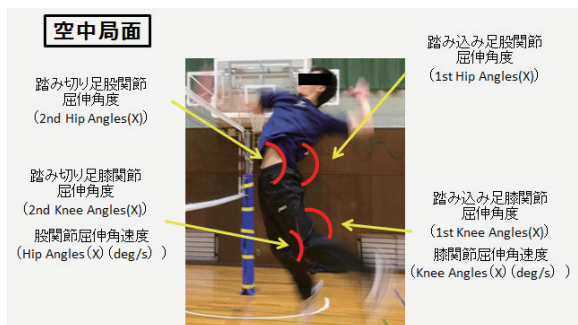 空中局面
踏み切り足股関節
屈伸角度
(2nd Hip Angles(X))
踏み切り足膝関節
屈伸角度
(2nd Knee Angles(X))
股関節屈伸角速度
(Hip Angles(X)(deg/s) )
踏み込み足股関節
屈伸角度
(1st Hip Angles(X))
踏み込み足膝関節
屈伸角度
(1st Knee Angles(X))
膝関節屈伸角速度
(Knee Angles(X)(deg/s) )